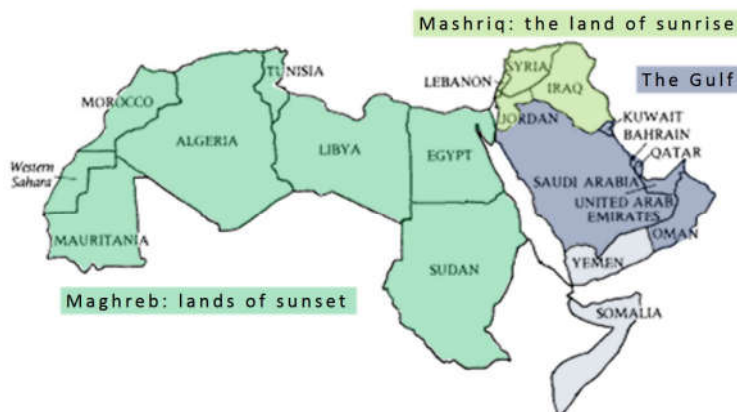 Mashriq: the land of sunrise
TUNISIA
SYRIA
LEBANON
IRAQ
The Gulf
MOROCCO
JORDAN
KUWAIT
BAHRAIN
QATAR
ALGERIA
LIBYA
EGYPT
Western
Sahara
SAUDI ARABIA
UNITED ARAB
EMIRATES
MAURITANIA
OMAN
YEMEN
SUDAN
Maghreb: lands of sunset
SOMALIA